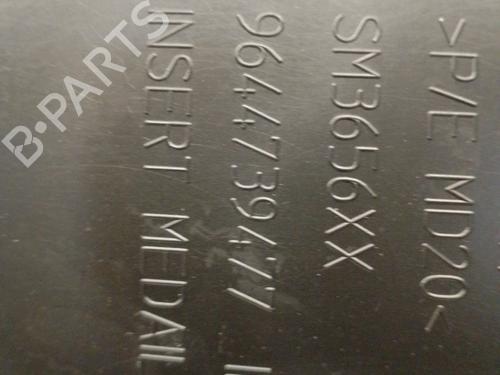 >P/E MD20<
SM3656XX
9644739477
INSERT MEDAIL
B-PARTS